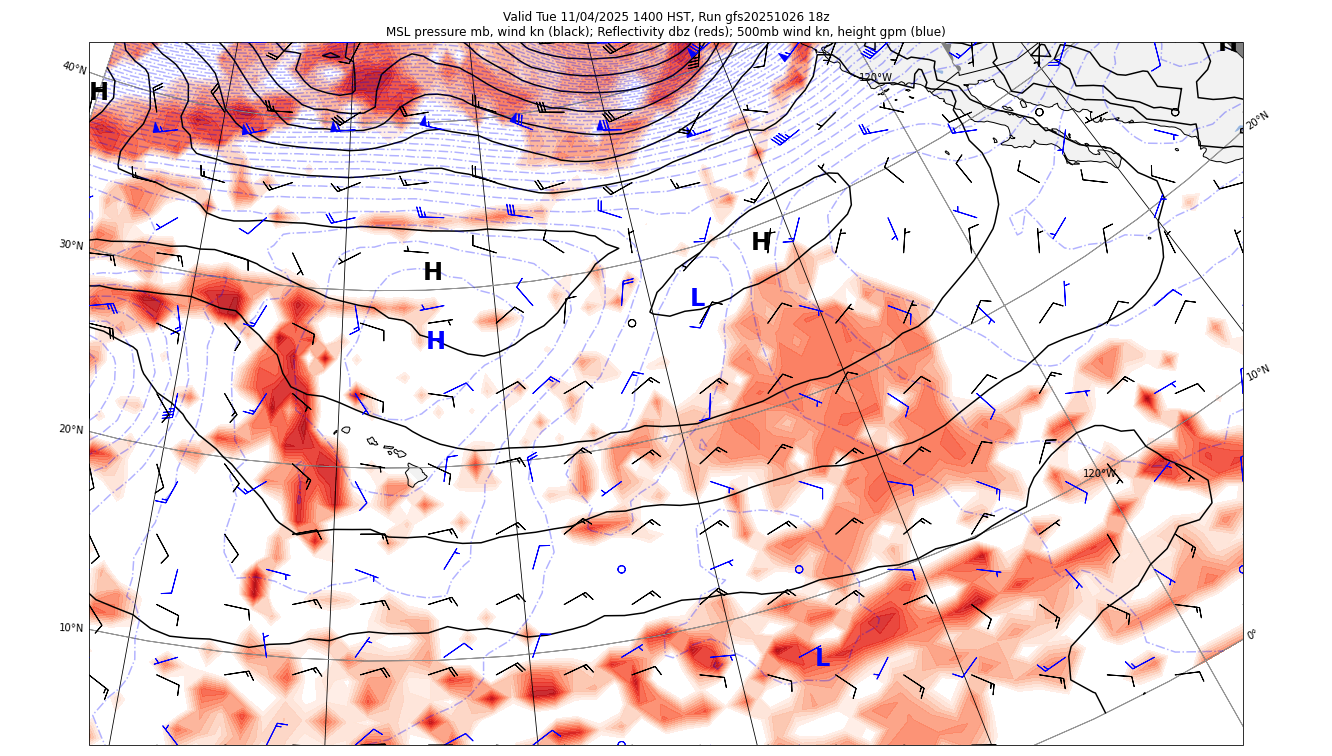 Valid Tue 11/04/2025 1400 HST, Run gfs20251026 18z
MSL pressure mb, wind kn (black); Reflectivity dbz (reds); 500mb wind kn, height gpm (blue)
H
40°N
H
120°W
20°N
30°N
H
H
L
H
10°N
20°N
120°W
10°N
0°
L